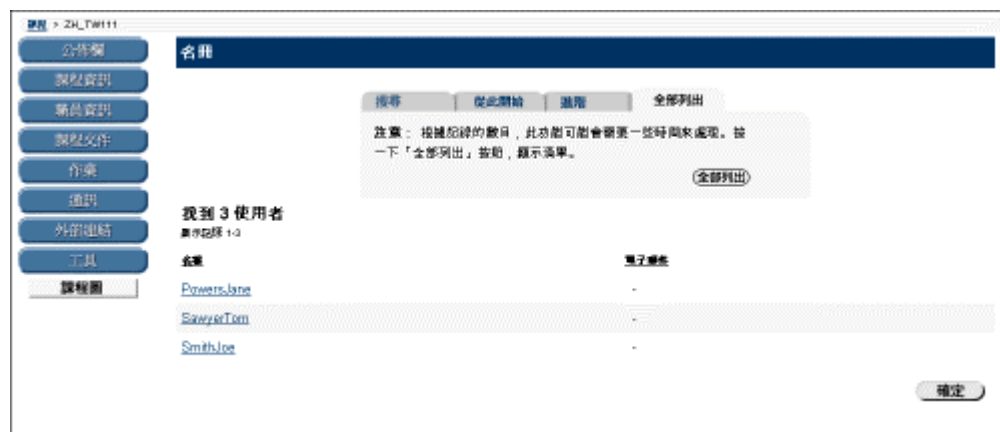 課程 > ZH_TW111
公佈欄
課程資訊
職員資訊
課程文件
作業
通訊
外部連結
工具
課程圖
名冊
搜尋 從此開始 進階 全部列出
注意： 根據記錄的數目，此功能可能會需要一些時間來處理。按
一下「全部列出」按鈕，顯示清單。
全部列出
找到 3 使用者
顯示記錄 1-3
名稱 電子郵件
PowersJane -
SawyerTom -
SmithJoe -
確定